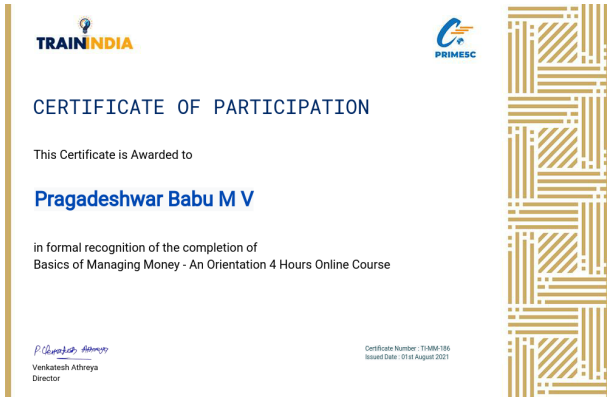 TRAININDIA
PRIMESC
CERTIFICATE OF PARTICIPATION
This Certificate is Awarded to
Pragadeshwar Babu M V
in formal recognition of the completion of
Basics of Managing Money - An Orientation 4 Hours Online Course
Certificate Number : TI-MM-186
Issued Date : 01st August 2021
Venkatesh Athreya
Director